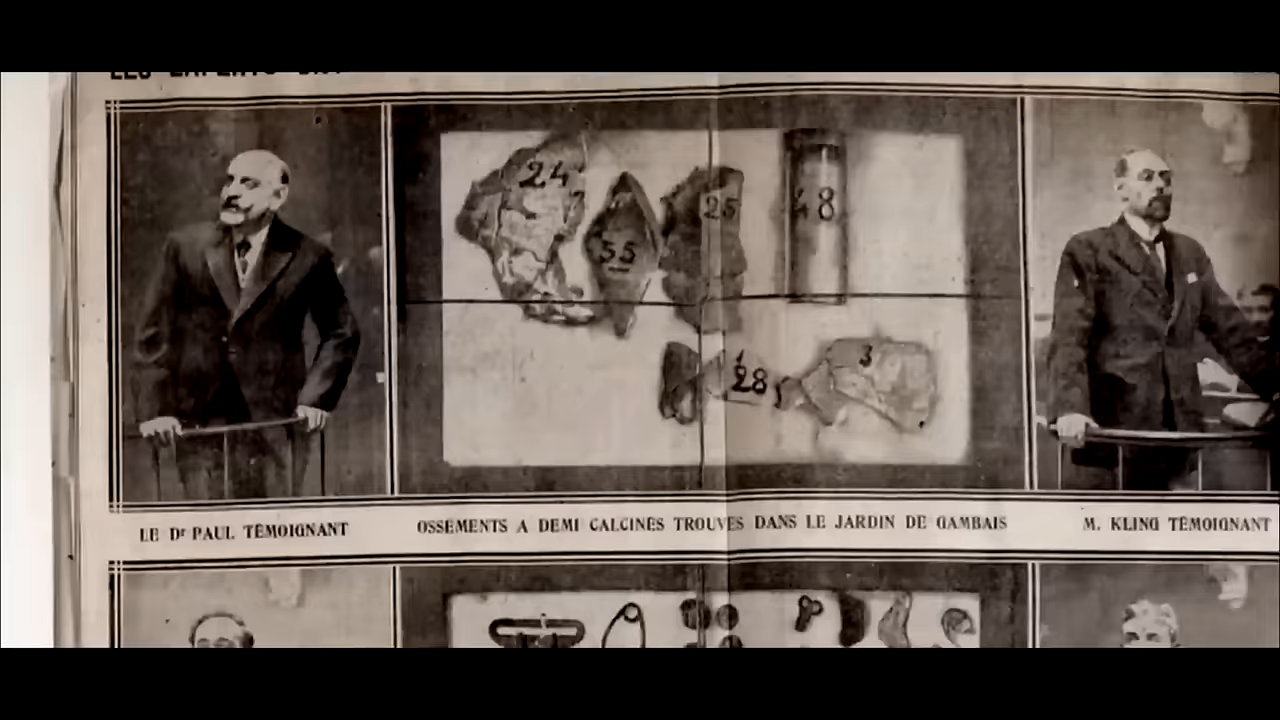 24
55
25
48
28
3
LE Dr PAUL TÉMOIGNANT
OSSEMENTS A DEMI CALCINÉS TROUVÉS DANS LE JARDIN DE GAMBAIS
M. KLING TÉMOIGNANT